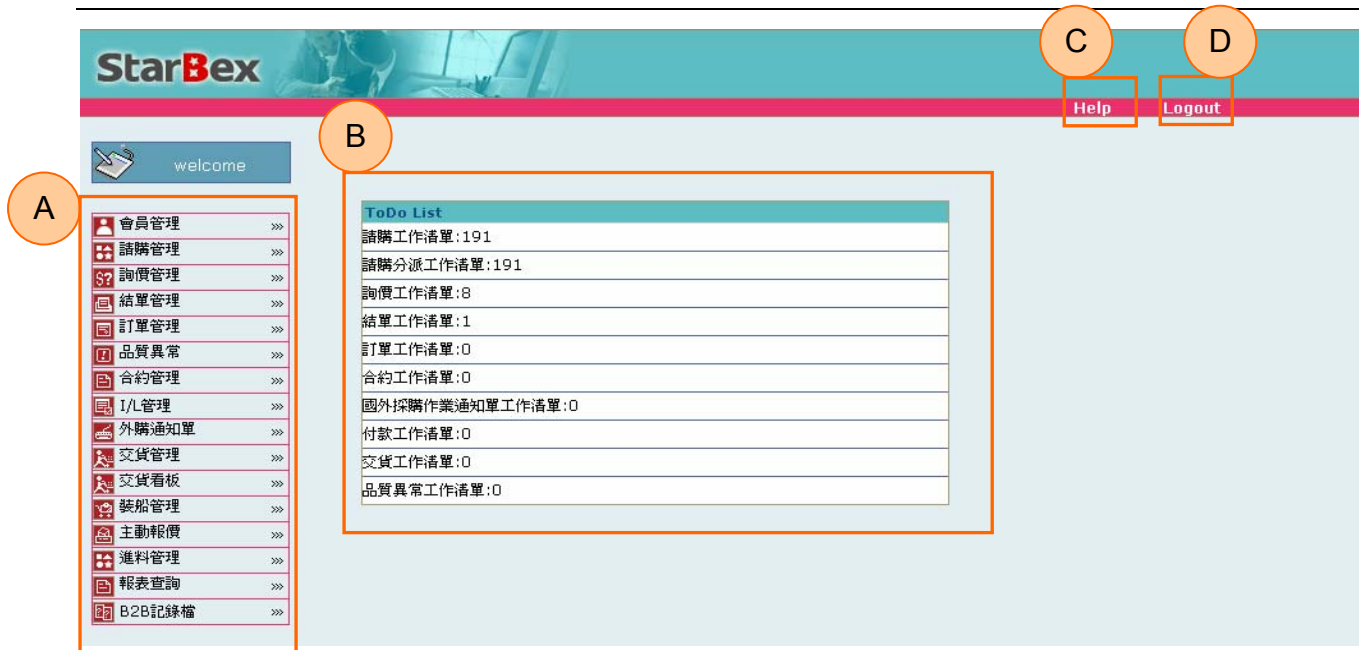 C
D
StarBex
Help
Logout
B
welcome
A
會員管理
請購管理
詢價管理
結單管理
訂單管理
品質異常
合約管理
I/L管理
外購通知單
交貨管理
交貨看板
裝船管理
主動報價
進料管理
報表查詢
B2B記錄檔
ToDo List
請購工作清單:191
請購分派工作清單:191
詢價工作清單:8
結單工作清單:1
訂單工作清單:0
合約工作清單:0
國外採購作業通知單工作清單:0
付款工作清單:0
交貨工作清單:0
品質異常工作清單:0